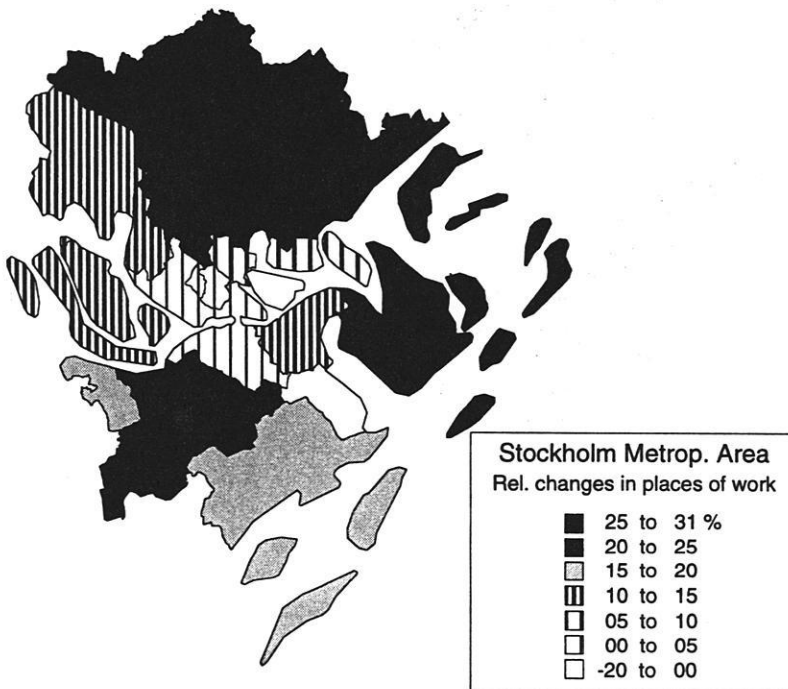 Stockholm Metrop. Area
Rel. changes in places of work
25 to 31 %
20 to 25
15 to 20
10 to 15
05 to 10
00 to 05
-20 to 00